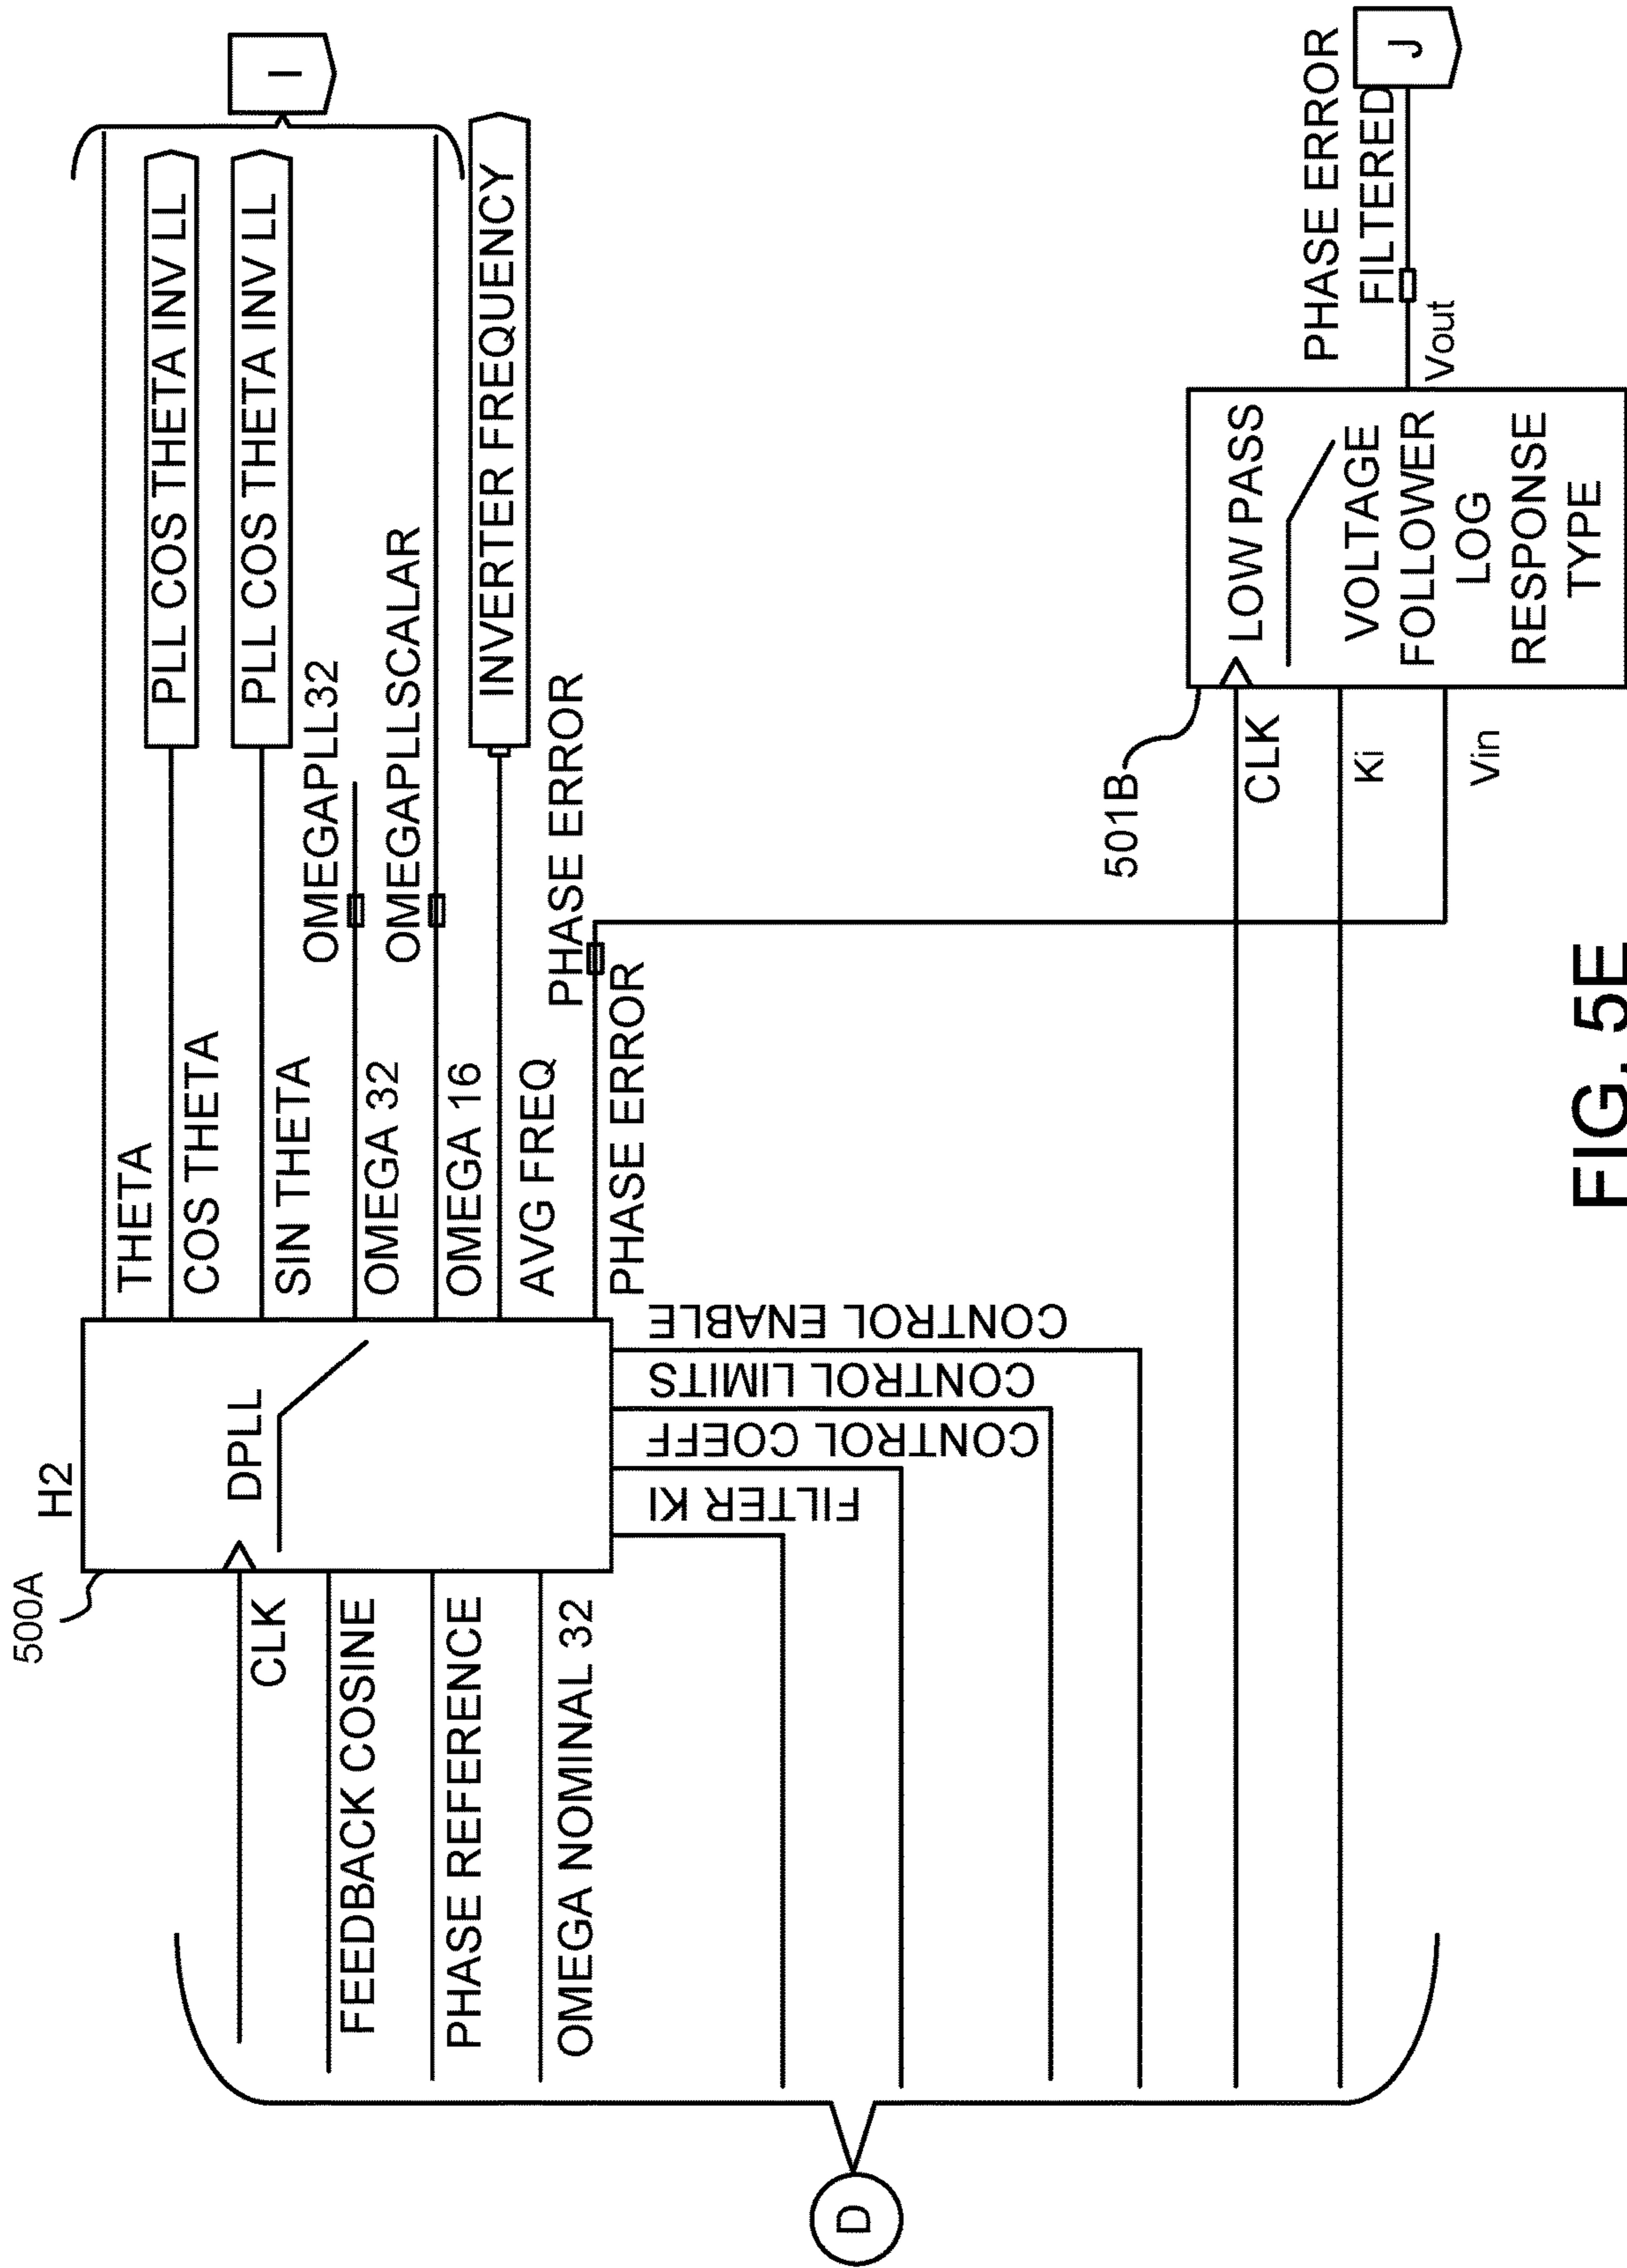 500A
H2
DPLL
CLK
FEEDBACK COSINE
PHASE REFERENCE
OMEGA NOMINAL 32
FILTER KI
CONTROL COEFF
CONTROL LIMITS
CONTROL ENABLE
THETA
COS THETA
SIN THETA
OMEGA 32
OMEGA 16
AVG FREQ
PHASE ERROR
PLL COS THETA INV LL
PLL COS THETA INV LL
OMEGAPLL32
OMEGAPLLSCALAR
INVERTER FREQUENCY
PHASE ERROR
I
D
501B
CLK
Ki
Vin
LOW PASS
VOLTAGE
FOLLOWER
LOG
RESPONSE
TYPE
Vout
PHASE ERROR
FILTERED
J
FIG. 5E